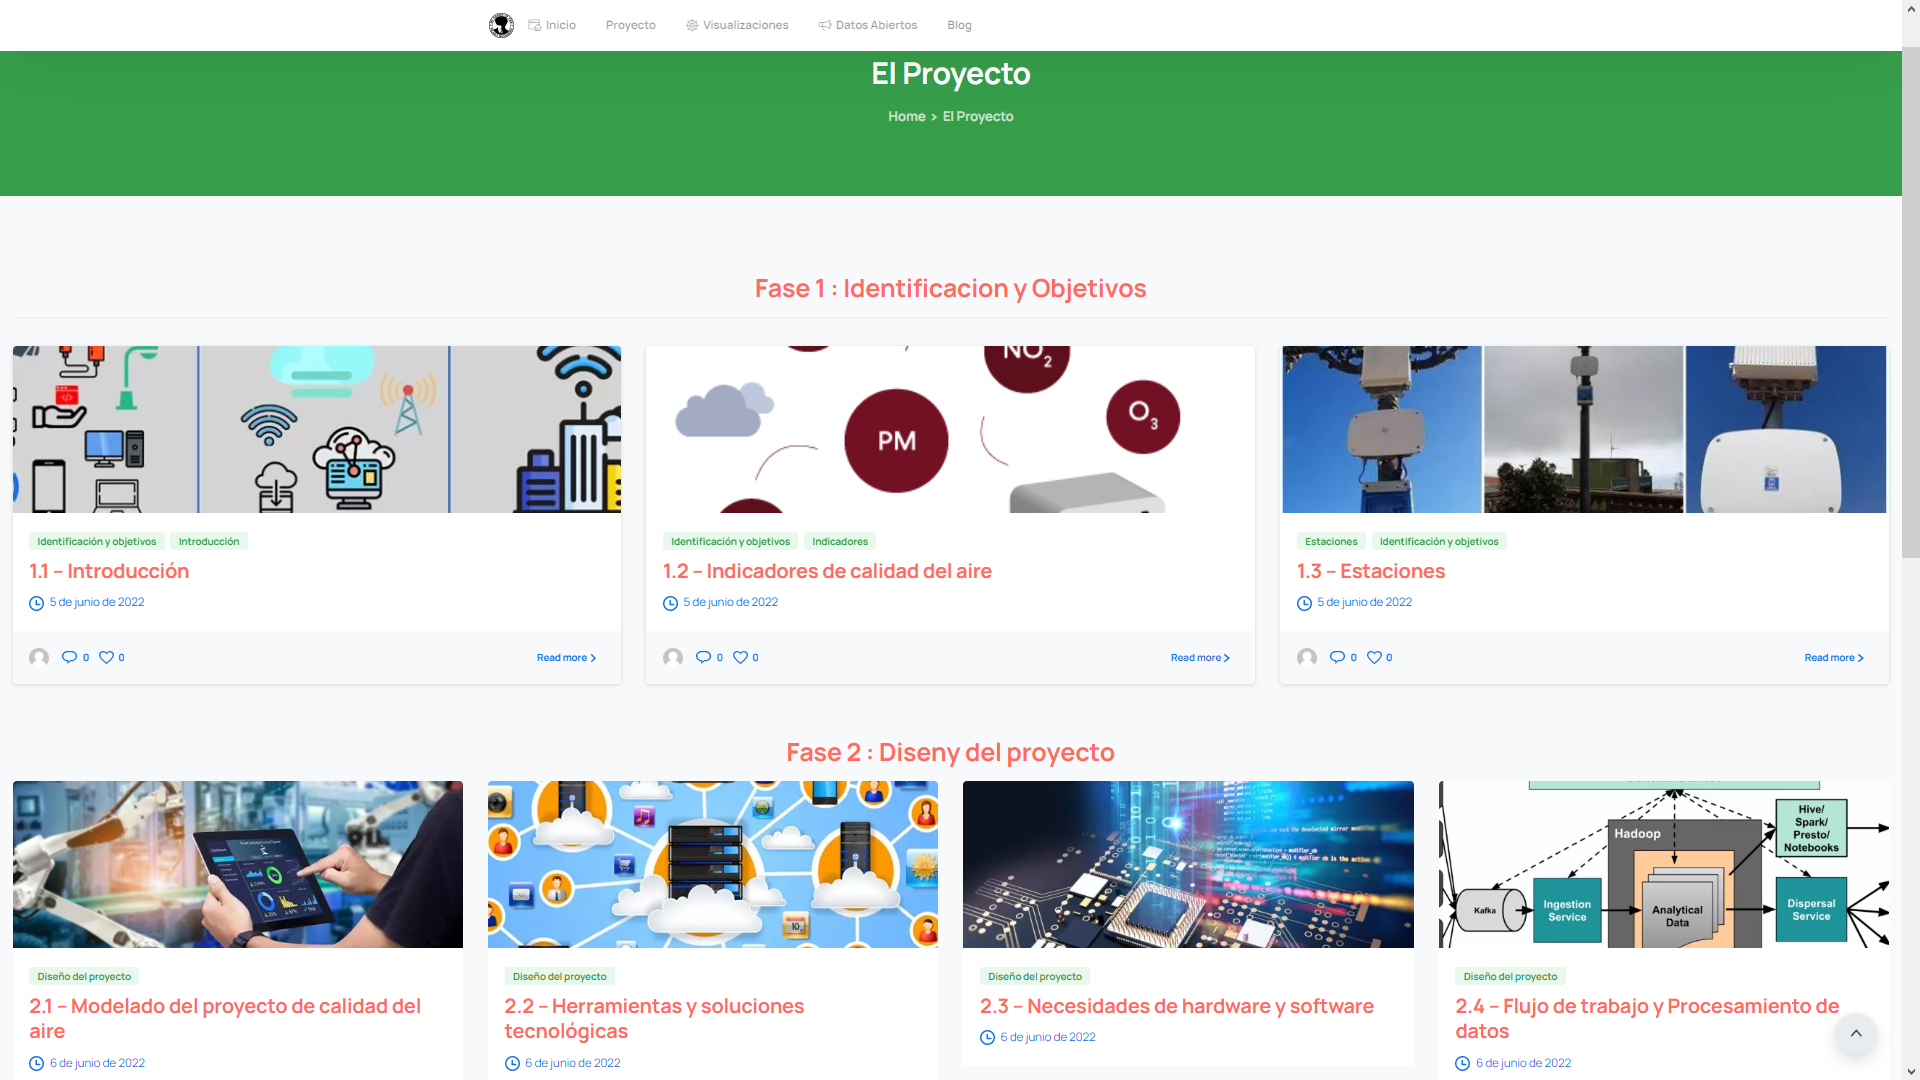 Inicio Proyecto Visualizaciones Datos Abiertos Blog
El Proyecto
Home > El Proyecto
Fase 1 : Identificacion y Objetivos
NO2
O3
PM
Identificación y objetivos Introducción
1.1 – Introducción
5 de junio de 2022
0 0 Read more
Identificación y objetivos Indicadores
1.2 – Indicadores de calidad del aire
5 de junio de 2022
0 0 Read more
Estaciones Identificación y objetivos
1.3 – Estaciones
5 de junio de 2022
0 0 Read more
Fase 2 : Diseny del proyecto
Hive/
Spark/
Presto/
Notebooks
Hadoop
Kafka
Ingestion
Service
Analytical
Data
Dispersal
Service
Diseño del proyecto
2.1 – Modelado del proyecto de calidad del
aire
6 de junio de 2022
Diseño del proyecto
2.2 – Herramientas y soluciones
tecnológicas
6 de junio de 2022
Diseño del proyecto
2.3 – Necesidades de hardware y software
6 de junio de 2022
Diseño del proyecto
2.4 – Flujo de trabajo y Procesamiento de
datos
6 de junio de 2022